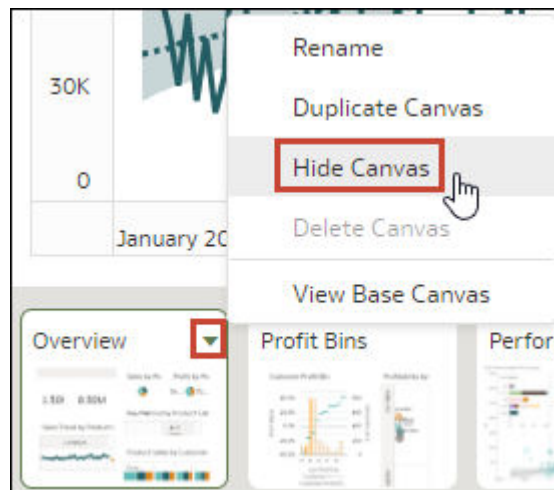 Rename
Duplicate Canvas
30K
Hide Canvas
0
Delete Canvas
January 20
View Base Canvas
Overview
Profit Bins
Perfor